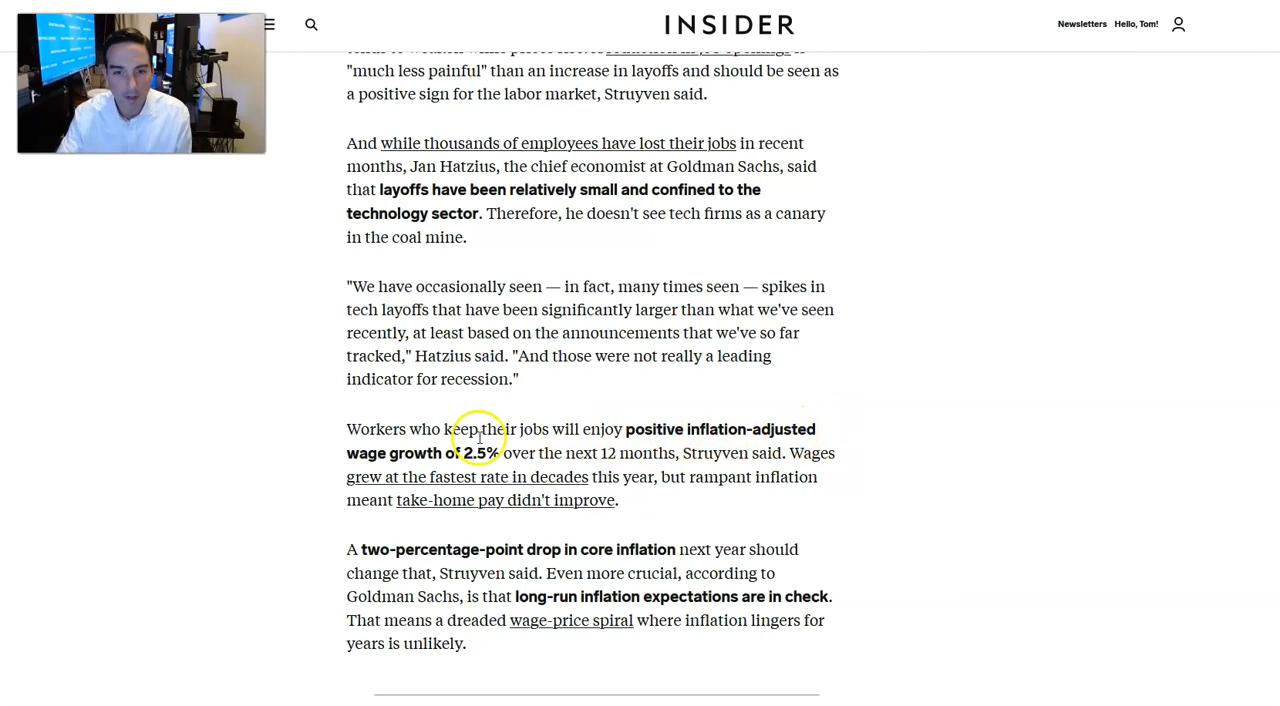 INSIDER
Newsletters Hello, Tom!
"much less painful" than an increase in layoffs and should be seen as
a positive sign for the labor market, Struyven said.
And while thousands of employees have lost their jobs in recent
months, Jan Hatzius, the chief economist at Goldman Sachs, said
that layoffs have been relatively small and confined to the
technology sector. Therefore, he doesn't see tech firms as a canary
in the coal mine.
"We have occasionally seen — in fact, many times seen — spikes in
tech layoffs that have been significantly larger than what we've seen
recently, at least based on the announcements that we've so far
tracked," Hatzius said. "And those were not really a leading
indicator for recession."
Workers who keep their jobs will enjoy positive inflation-adjusted
wage growth of 2.5% over the next 12 months, Struyven said. Wages
grew at the fastest rate in decades this year, but rampant inflation
meant take-home pay didn't improve.
A two-percentage-point drop in core inflation next year should
change that, Struyven said. Even more crucial, according to
Goldman Sachs, is that long-run inflation expectations are in check.
That means a dreaded wage-price spiral where inflation lingers for
years is unlikely.